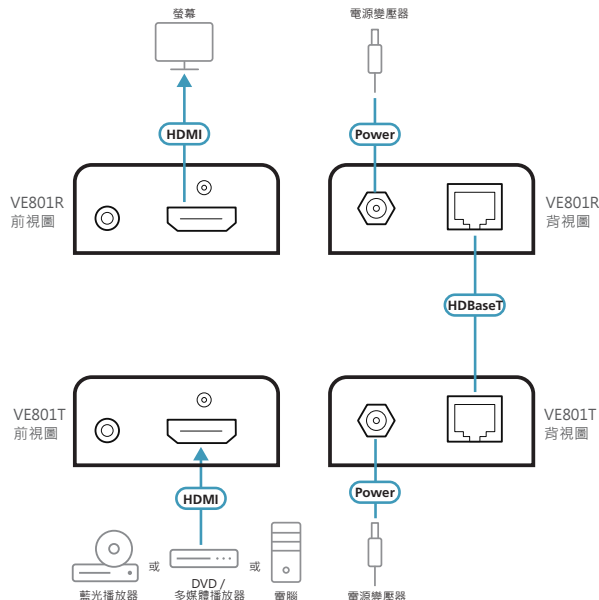 螢幕
電源變壓器
HDMI
Power
VE801R
前視圖
VE801R
背視圖
HDBaseT
VE801T
前視圖
VE801T
背視圖
HDMI
Power
或
或
藍光播放器
DVD /
多媒體播放器
電腦
電源變壓器